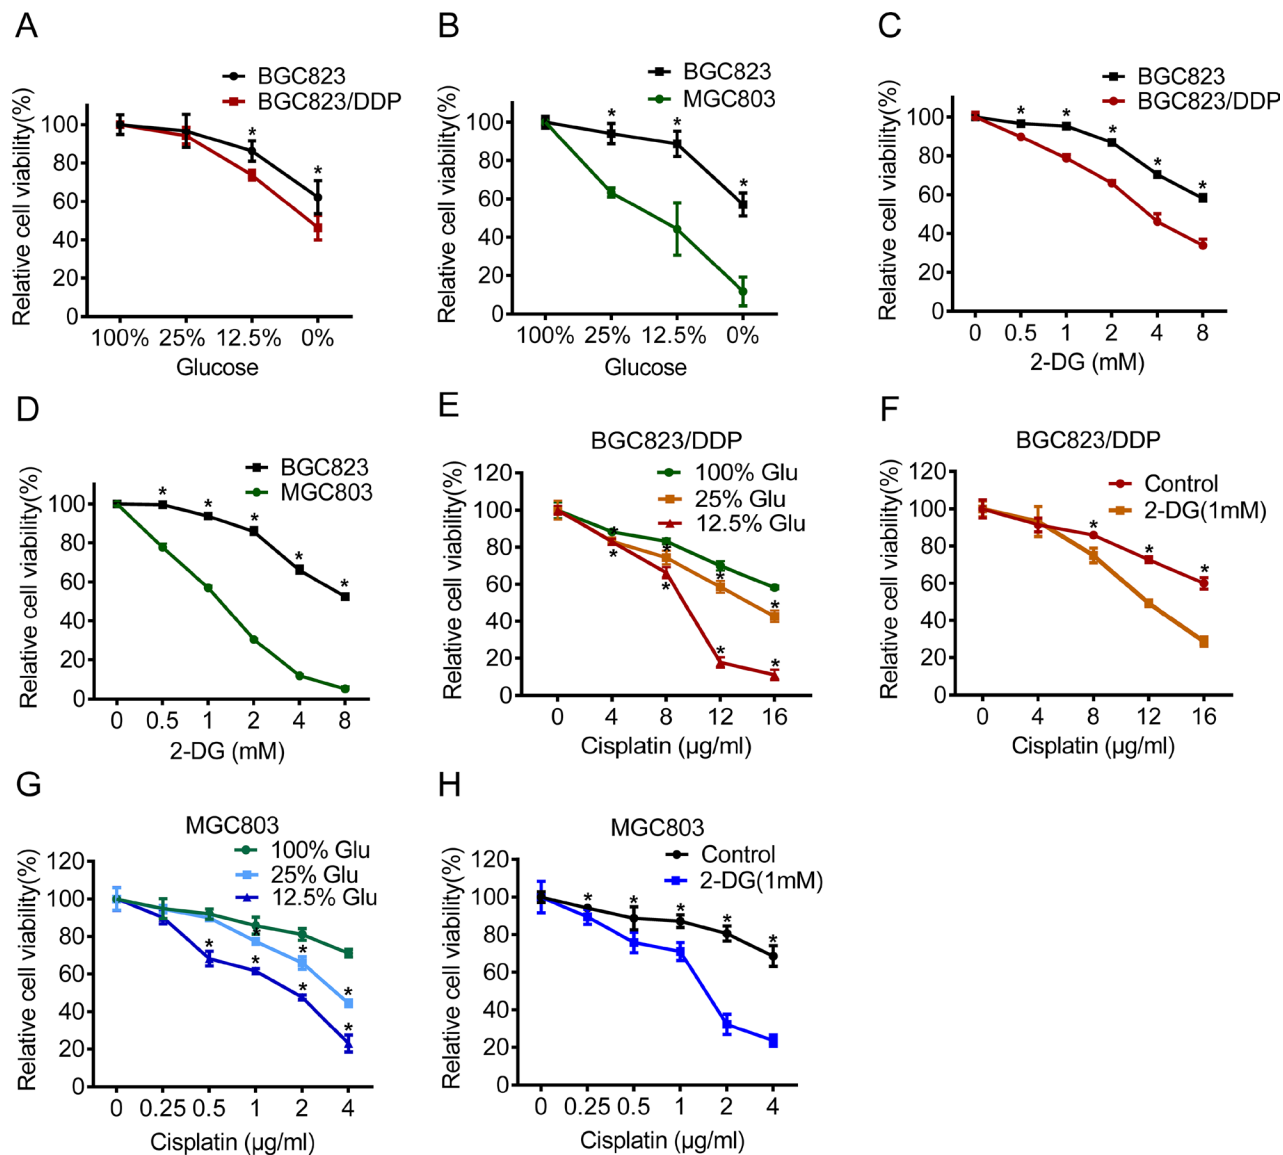 A
BGC823
BGC823/DDP
Relative cell viability(%)
100
80
60
40
20
0
*
*
100% 25% 12.5% 0%
Glucose
B
BGC823
MGC803
Relative cell viability(%)
100
80
60
40
20
0
*
*
*
100% 25% 12.5% 0%
Glucose
C
BGC823
BGC823/DDP
Relative cell viability(%)
100
80
60
40
20
0
* * * * *
0 0.5 1 2 4 8
2-DG (mM)
D
BGC823
MGC803
Relative cell viability(%)
100
80
60
40
20
0
* * * * *
0 0.5 1 2 4 8
2-DG (mM)
E
BGC823/DDP
100% Glu
25% Glu
12.5% Glu
Relative cell viability(%)
120
100
80
60
40
20
0
* * * *
* * * *
0 4 8 12 16
Cisplatin (µg/ml)
F
BGC823/DDP
Control
2-DG(1mM)
Relative cell viability(%)
120
100
80
60
40
20
0
* * *
0 4 8 12 16
Cisplatin (µg/ml)
G
MGC803
100% Glu
25% Glu
12.5% Glu
Relative cell viability(%)
120
100
80
60
40
20
0
* * *
* * * *
0 0.25 0.5 1 2 4
Cisplatin (µg/ml)
H
MGC803
Control
2-DG(1mM)
Relative cell viability(%)
120
100
80
60
40
20
0
* * * * *
0 0.25 0.5 1 2 4
Cisplatin (µg/ml)